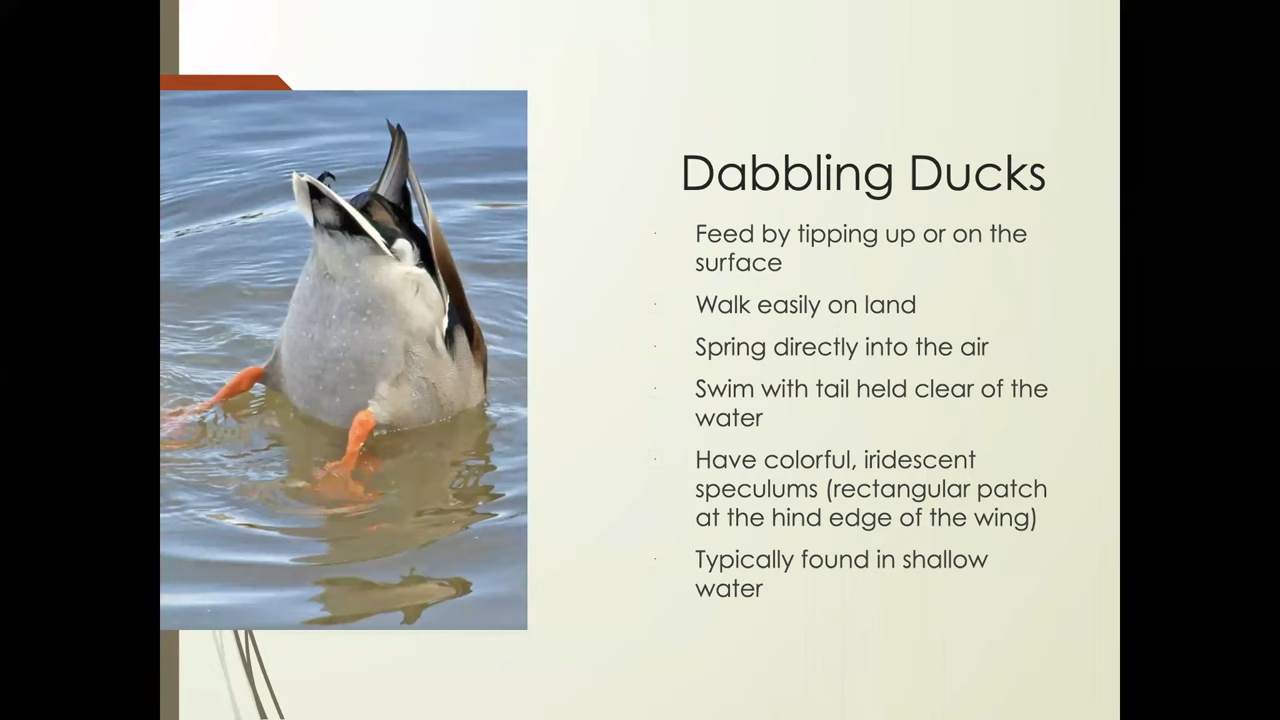 Dabbling Ducks
Feed by tipping up or on the
surface
Walk easily on land
Spring directly into the air
Swim with tail held clear of the
water
Have colorful, iridescent
speculums (rectangular patch
at the hind edge of the wing)
Typically found in shallow
water